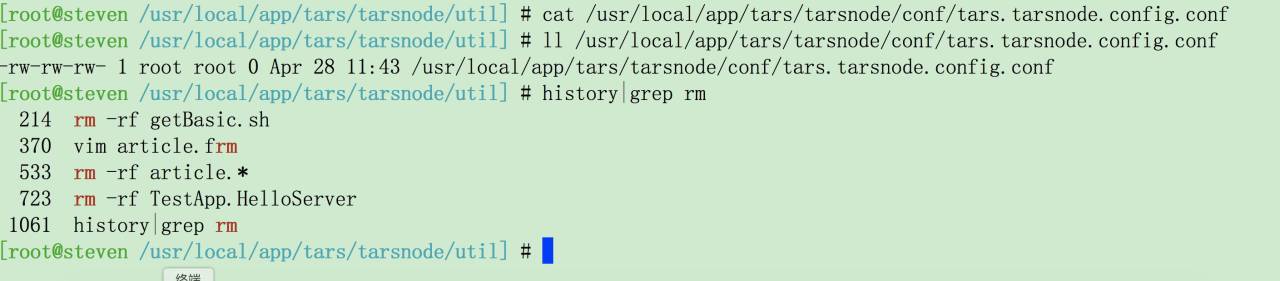 [root@steven /usr/local/app/tars/tarsnode/util] # cat /usr/local/app/tars/tarsnode/conf/tars.tarsnode.config.conf
[root@steven /usr/local/app/tars/tarsnode/util] # ll /usr/local/app/tars/tarsnode/conf/tars.tarsnode.config.conf
-rw-rw-rw- 1 root root 0 Apr 28 11:43 /usr/local/app/tars/tarsnode/conf/tars.tarsnode.config.conf
[root@steven /usr/local/app/tars/tarsnode/util] # history|grep rm
214 rm -rf getBasic.sh
370 vim article.frm
533 rm -rf article.*
723 rm -rf TestApp.HelloServer
1061 history|grep rm
[root@steven /usr/local/app/tars/tarsnode/util] #
终端